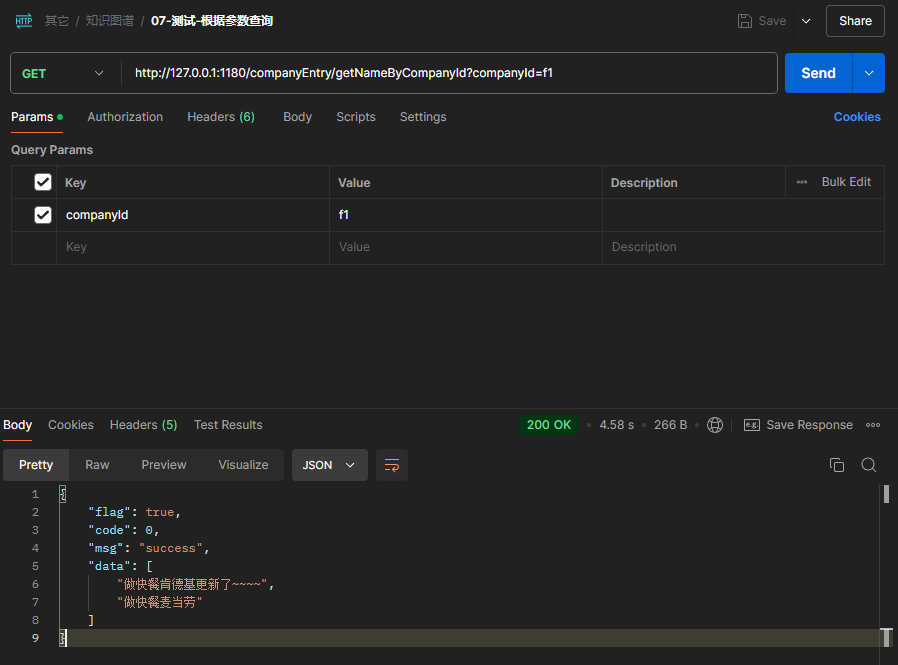 HTTP 其它 / 知识图谱 / 07-测试-根据参数查询 Save Share
GET http://127.0.0.1:1180/companyEntry/getNameByCompanyId?companyId=f1 Send
Params Authorization Headers (6) Body Scripts Settings Cookies
Query Params
Key Value Description Bulk Edit
companyId f1
Key Value Description
Body Cookies Headers (5) Test Results 200 OK 4.58 s 266 B e.g. Save Response
Pretty Raw Preview Visualize JSON
1 {
2 "flag": true,
3 "code": 0,
4 "msg": "success",
5 "data": [
6 "做快餐肯德基更新了~~~~",
7 "做快餐麦当劳"
8 ]
9 }